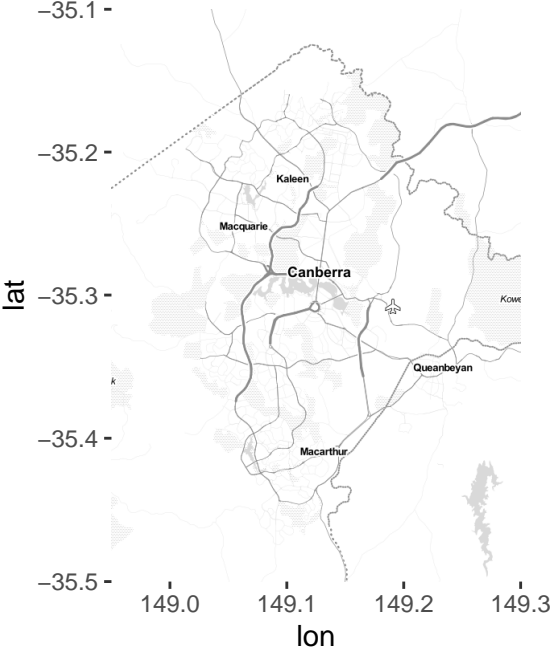 −35.1
−35.2
Kaleen
Macquarie
Canberra
lat
−35.3
Kowe
k
Queanbeyan
−35.4
Macarthur
−35.5
149.0
149.1
149.2
149.3
lon